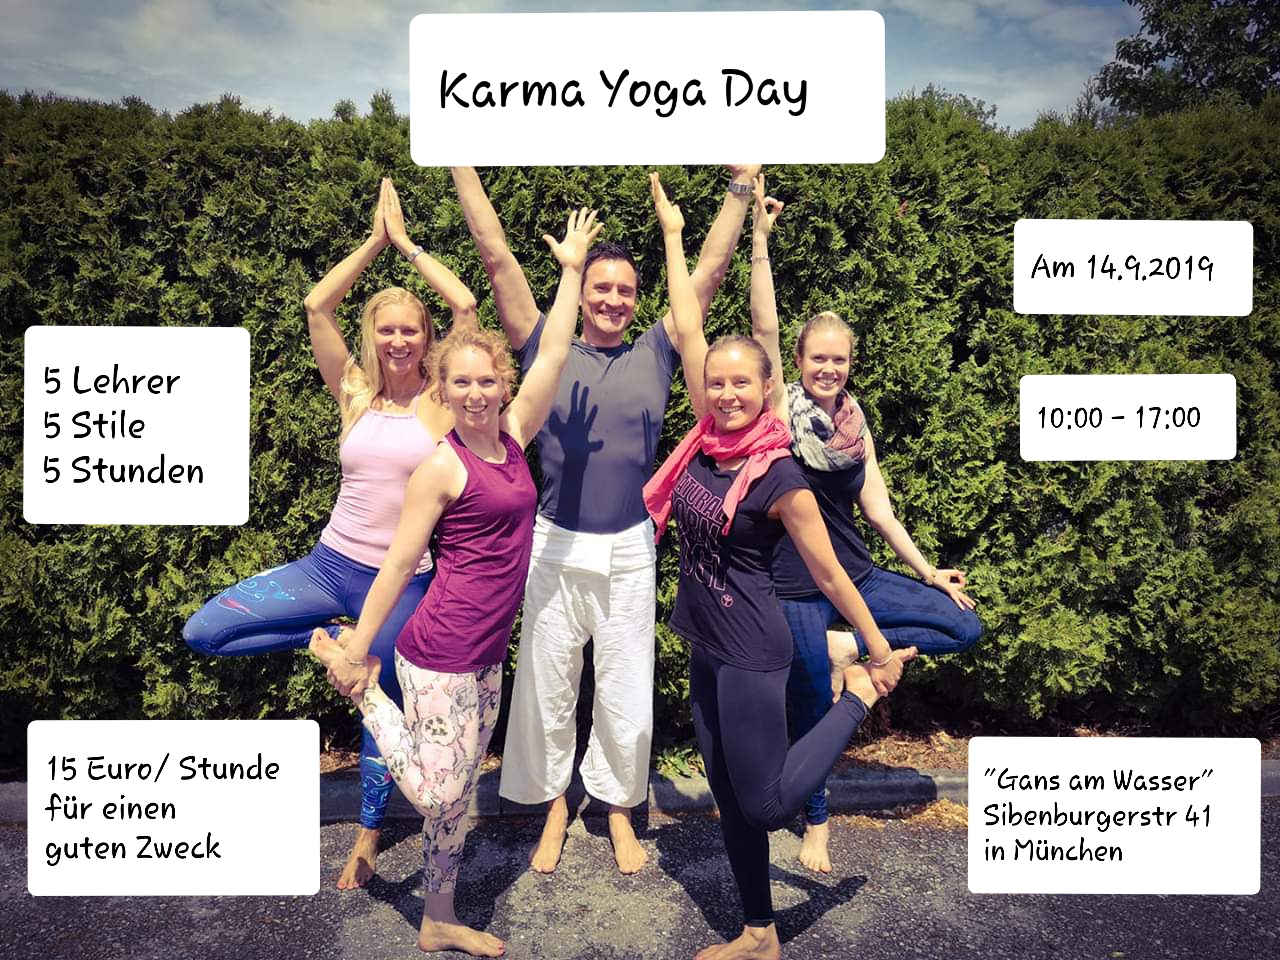 Karma Yoga Day
Am 14.9.2019
5 Lehrer
5 Stile
5 Stunden
10:00 - 17:00
NATURAL
15 Euro/ Stunde
für einen
guten Zweck
"Gans am Wasser"
Sibenburgerstr 41
in München